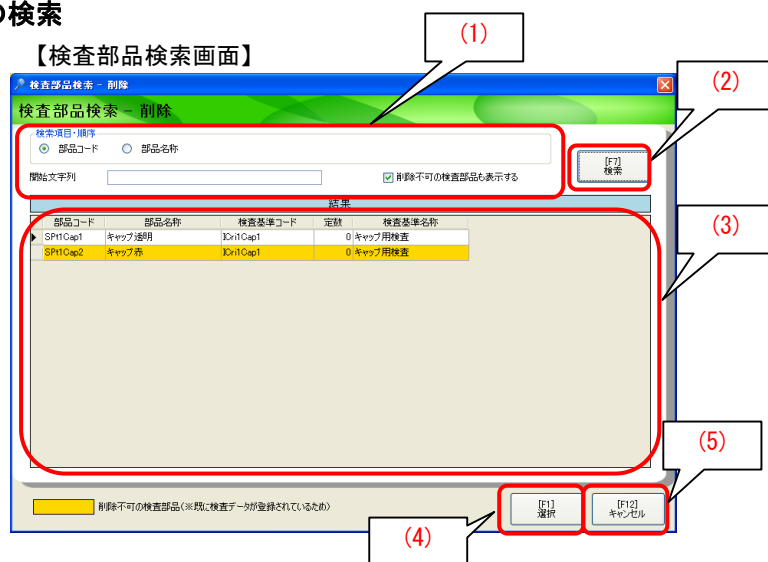 の検索
【検査部品検索画面】
(1)
(2)
検査部品検索 - 削除
検査部品検索 - 削除
検索項目・順序
部品コード 部品名称
開始文字列 削除不可の検査部品も表示する
[F7]
検索
結果
部品コード 部品名称 検査基準コード 定数 検査基準名称
SPt1Cap1 キャップ透明 ICri1Cap1 0 キャップ用検査
SPt1Cap2 キャップ赤 ICri1Cap1 0 キャップ用検査
(3)
(5)
削除不可の検査部品(※既に検査データが登録されているため)
[F1]
選択
[F12]
キャンセル
(4)